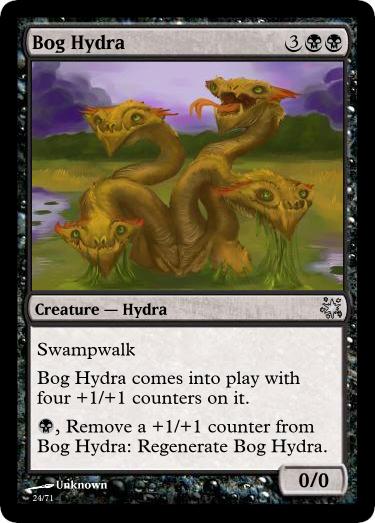 Bog Hydra 3
Creature — Hydra
Swampwalk
Bog Hydra comes into play with
four +1/+1 counters on it.
, Remove a +1/+1 counter from
Bog Hydra: Regenerate Bog Hydra.
Unknown
0/0
24/71